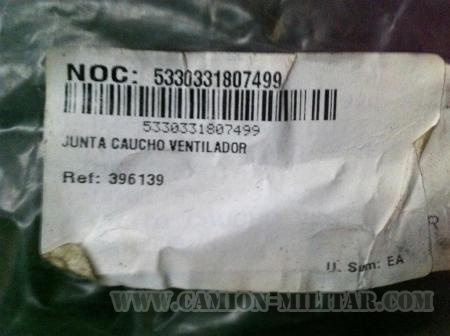 NOC: 5330331807499
5330331807499
JUNTA CAUCHO VENTILADOR
Ref: 396139
R
U. Sum: EA
WWW.CAMION-MILITAR.COM